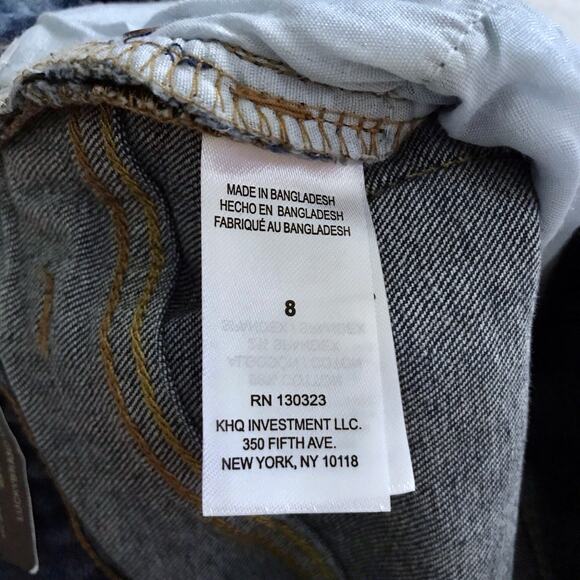 MADE IN BANGLADESH
HECHO EN BANGLADESH
FABRIQUÉ AU BANGLADESH
8
RN 130323
KHQ INVESTMENT LLC.
350 FIFTH AVE.
NEW YORK, NY 10118